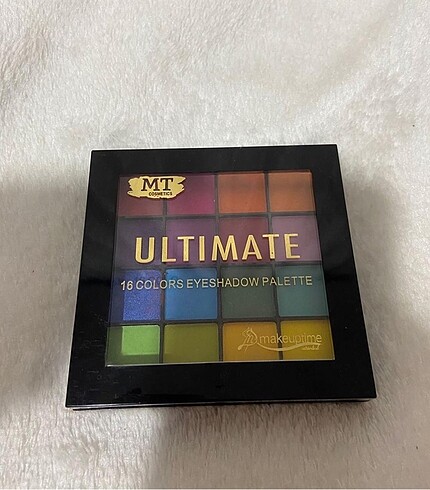 MT
COSMETICS
ULTIMATE
16 COLORS EYESHADOW PALETTE
makeuptime